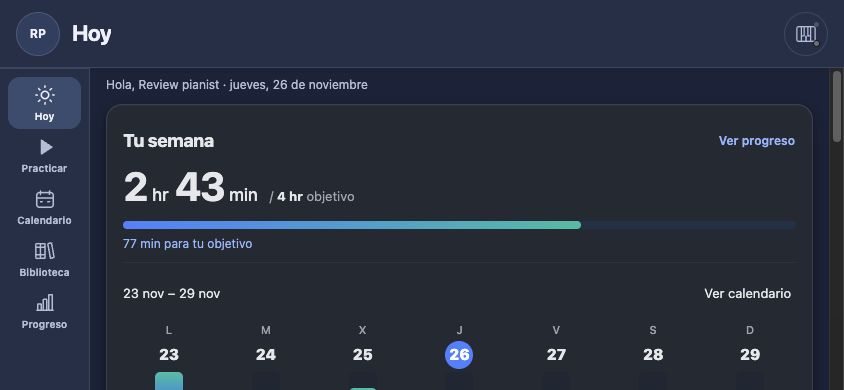 RP
Hoy
Hola, Review pianist · jueves, 26 de noviembre
Hoy
Practicar
Calendario
Biblioteca
Progreso
Tu semana
Ver progreso
2 hr 43 min / 4 hr objetivo
77 min para tu objetivo
23 nov – 29 nov
Ver calendario
L M X J V S D
23 24 25 26 27 28 29